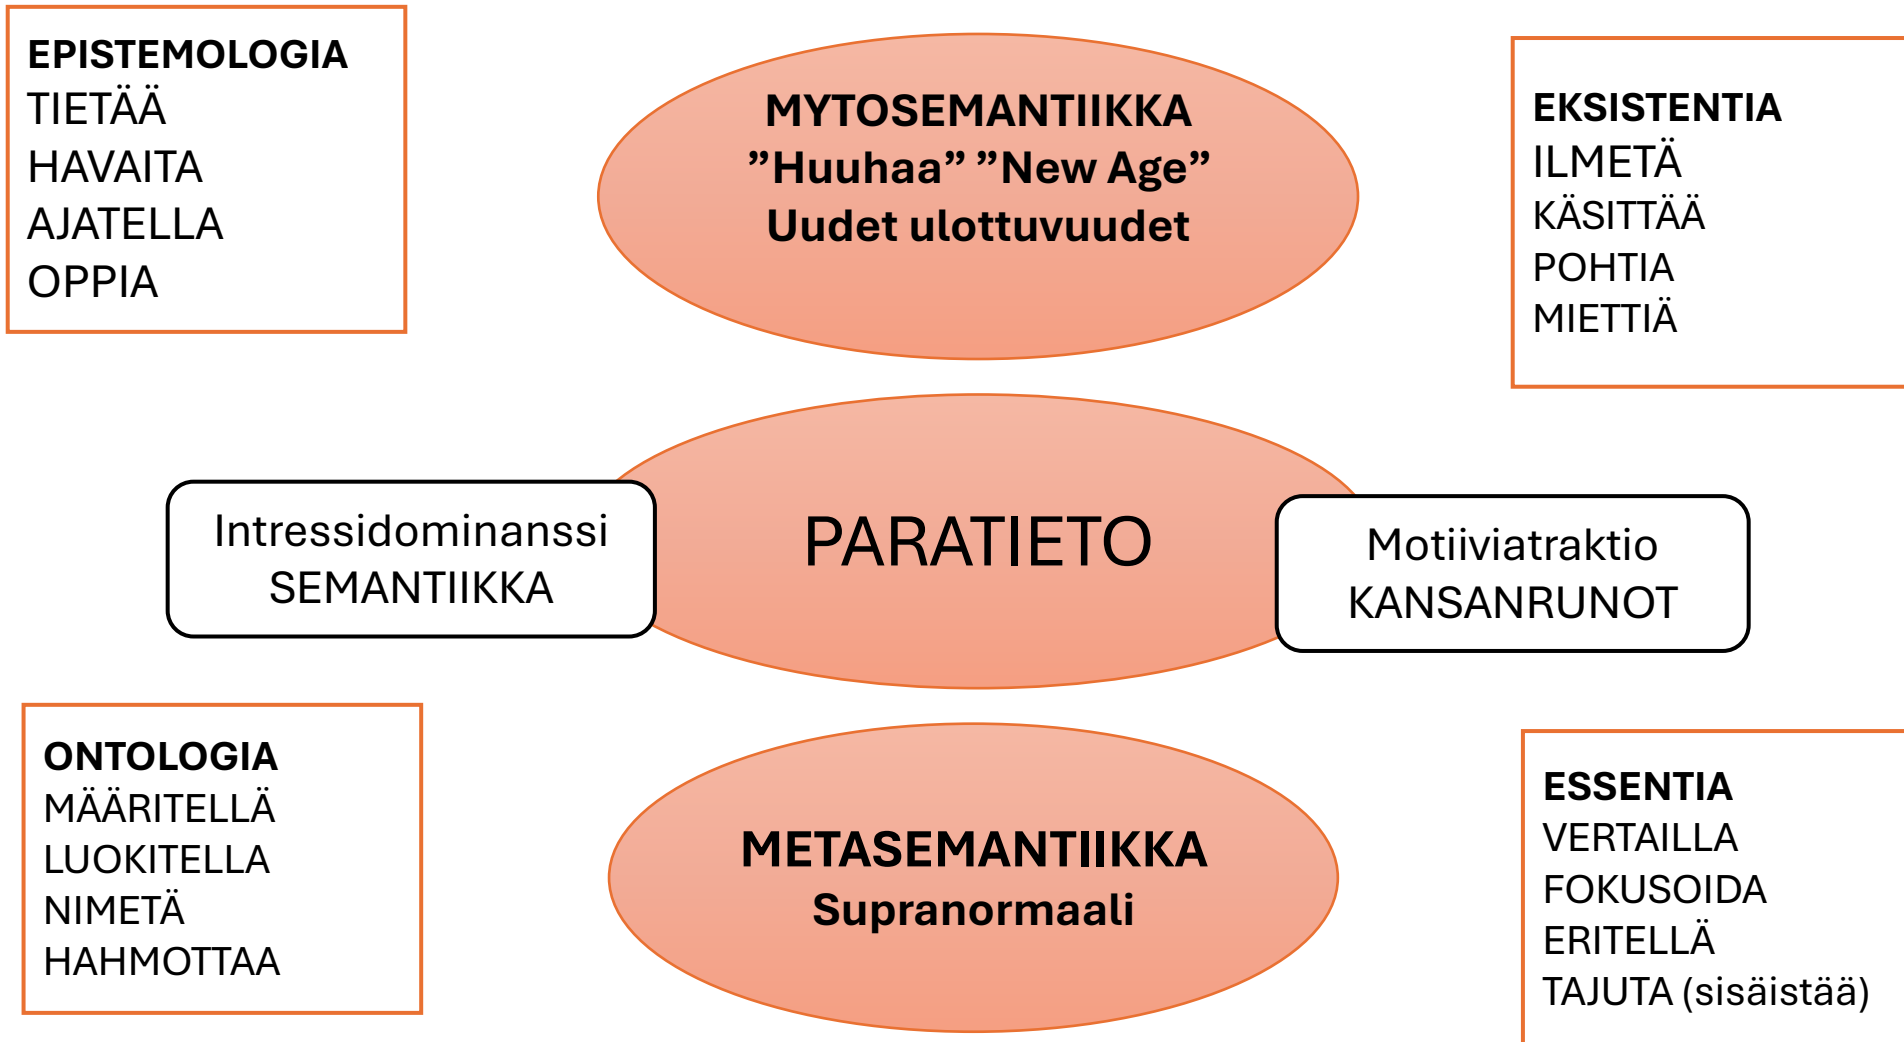 EPISTEMOLOGIA
TIETÄÄ
HAVAITA
AJATELLA
OPPIA
MYTOSEMANTIIKKA
”Huuhaa” ”New Age”
Uudet ulottuvuudet
EKSISTENTIA
ILMETÄ
KÄSITTÄÄ
POHTIA
MIETTIÄ
Intressidominanssi
SEMANTIIKKA
PARATIETO
Motiiviatraktio
KANSANRUNOT
ONTOLOGIA
MÄÄRITELLÄ
LUOKITELLA
NIMETÄ
HAHMOTTAA
METASEMANTIIKKA
Supranormaali
ESSENTIA
VERTAILLA
FOKUSOIDA
ERITELLÄ
TAJUTA (sisäistää)